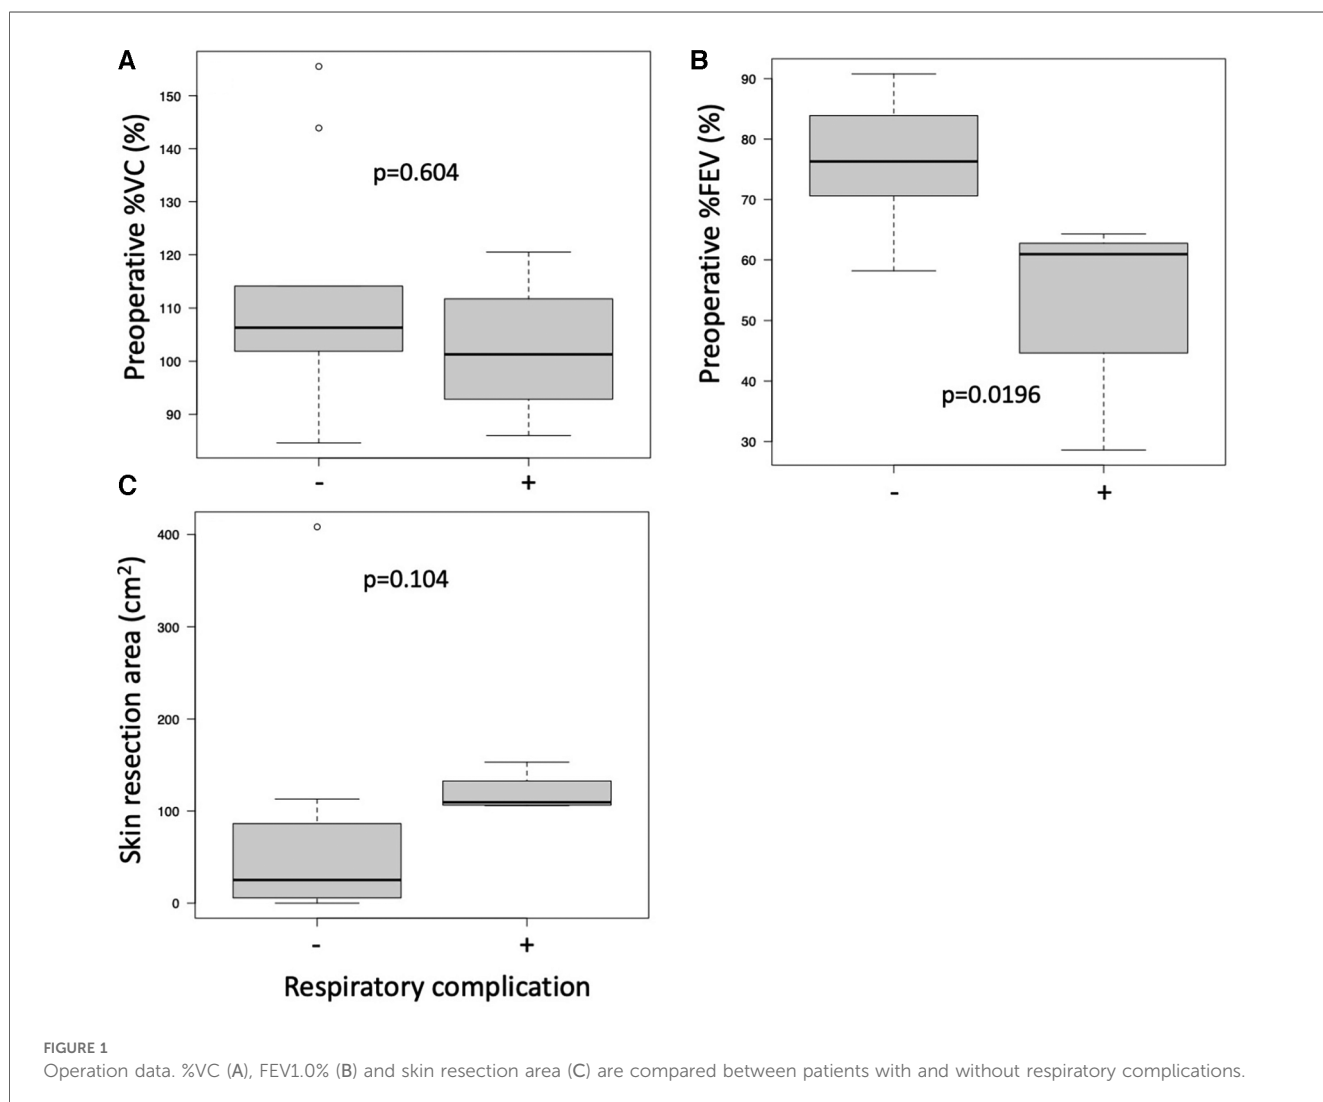 A
Preoperative %VC (%)
150
140
130
120
110
100
90
p=0.604
-
+
B
Preoperative %FEV (%)
90
80
70
60
50
40
30
p=0.0196
-
+
C
Skin resection area (cm²)
400
300
200
100
0
p=0.104
-
+
Respiratory complication
FIGURE 1
Operation data. %VC (A), FEV1.0% (B) and skin resection area (C) are compared between patients with and without respiratory complications.